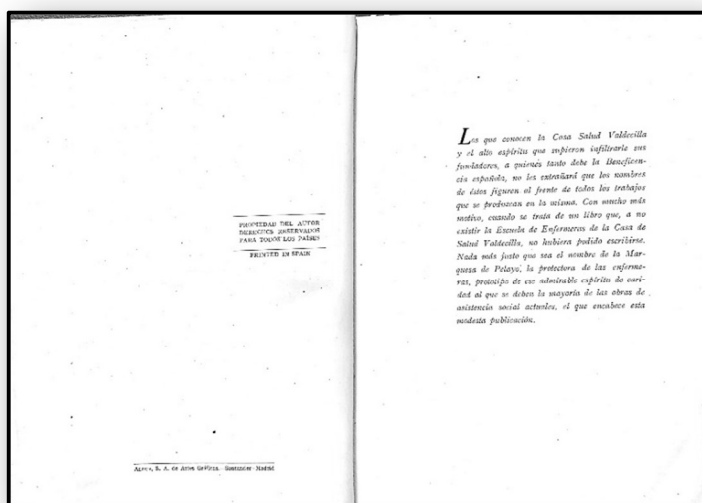 PROPIEDAD DEL AUTOR
DERECHOS RESERVADOS
PARA TODOS LOS PAÍSES
PRINTED IN SPAIN
S. A. de Artes Gráficas. - Santander - Madrid
Los que conocen la Casa Salud Valdecilla
y el alto espíritu que supieron infiltrarle sus
fundadores, a quienes tanto debe la Beneficen-
cia española, no les extrañará que los nombres
de éstos figuren al frente de todos los trabajos
que se produzcan en la misma. Con mucho más
motivo, cuando se trata de un libro que, a no
existir la Escuela de Enfermeras de la Casa de
Salud Valdecilla, no hubiera podido escribirse.
Nada más justo que sea el nombre de la Mar-
quesa de Pelayo, la protectora de las enferme-
ras, prototipo de ese admirable espíritu de cari-
dad al que se deben la mayoría de las obras de
asistencia social actuales, el que encabece esta
modesta publicación.